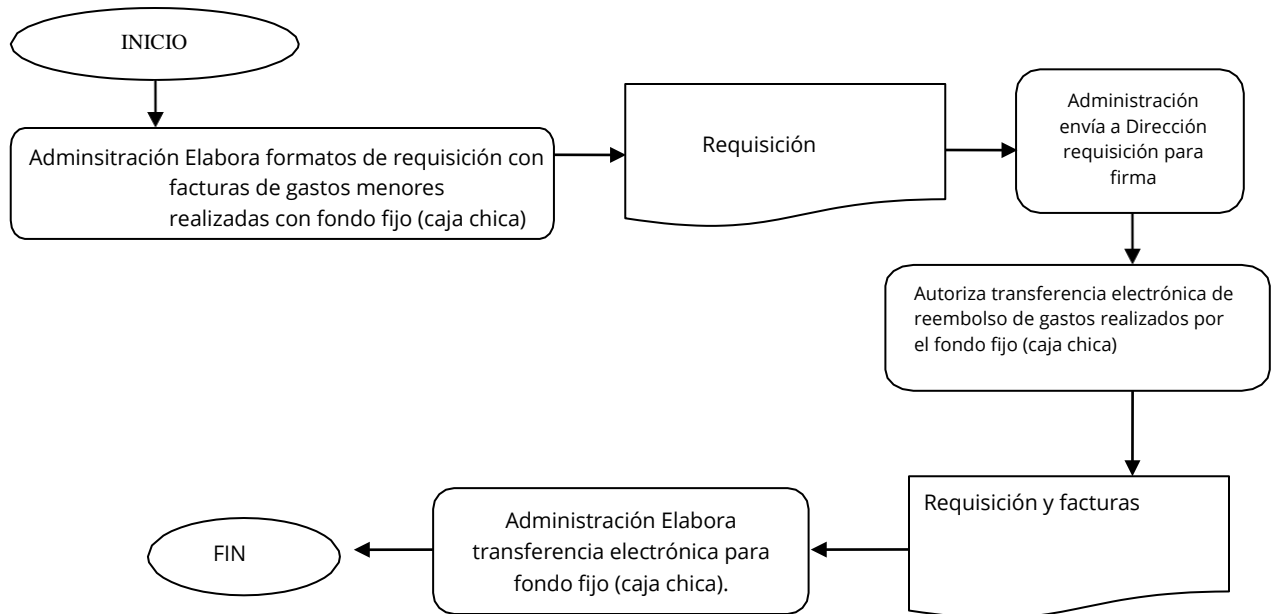 INICIO
Adminsitración Elabora formatos de requisición con
facturas de gastos menores
realizadas con fondo fijo (caja chica)
Requisición
Administración
envía a Dirección
requisición para
firma
Autoriza transferencia electrónica de
reembolso de gastos realizados por
el fondo fijo (caja chica)
Requisición y facturas
Administración Elabora
transferencia electrónica para
fondo fijo (caja chica).
FIN